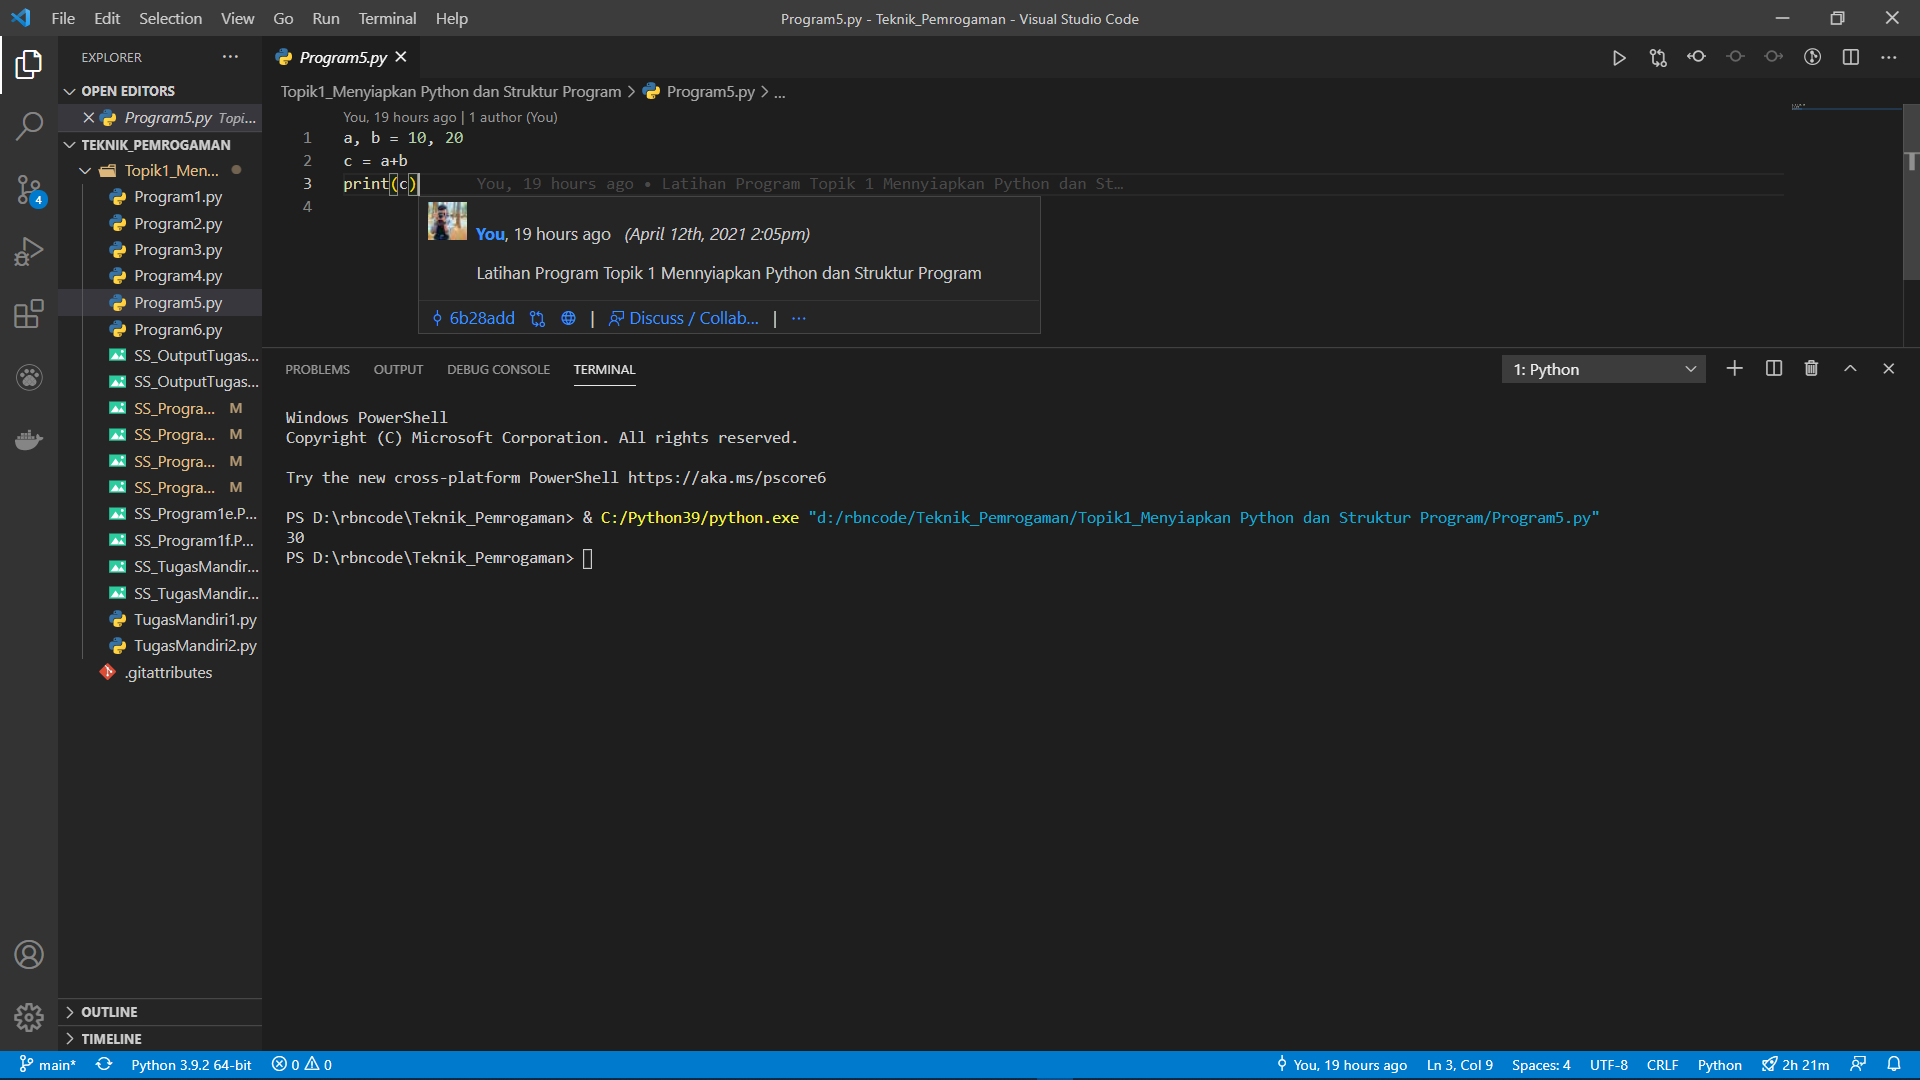 File Edit Selection View Go Run Terminal Help
Program5.py - Teknik_Pemrogaman - Visual Studio Code
EXPLORER
OPEN EDITORS
Program5.py Topi...
TEKNIK_PEMROGAMAN
Topik1_Men...
Program1.py
Program2.py
Program3.py
Program4.py
Program5.py
Program6.py
SS_OutputTugas...
SS_OutputTugas...
SS_Progra... M
SS_Progra... M
SS_Progra... M
SS_Progra... M
SS_Program1e.P...
SS_Program1f.P...
SS_TugasMandir...
SS_TugasMandir...
TugasMandiri1.py
TugasMandiri2.py
.gitattributes
OUTLINE
TIMELINE
4
Program5.py
Topik1_Menyiapkan Python dan Struktur Program > Program5.py > ...
You, 19 hours ago | 1 author (You)
1 a, b = 10, 20
2 c = a+b
3 print(c) You, 19 hours ago • Latihan Program Topik 1 Mennyiapkan Python dan St…
4
You, 19 hours ago (April 12th, 2021 2:05pm)
Latihan Program Topik 1 Mennyiapkan Python dan Struktur Program
6b28add | Discuss / Collab... | ...
PROBLEMS OUTPUT DEBUG CONSOLE TERMINAL
1: Python
Windows PowerShell
Copyright (C) Microsoft Corporation. All rights reserved.
Try the new cross-platform PowerShell https://aka.ms/pscore6
PS D:\rbncode\Teknik_Pemrogaman> & C:/Python39/python.exe "d:/rbncode/Teknik_Pemrogaman/Topik1_Menyiapkan Python dan Struktur Program/Program5.py"
30
PS D:\rbncode\Teknik_Pemrogaman>
main* Python 3.9.2 64-bit 0 0
You, 19 hours ago Ln 3, Col 9 Spaces: 4 UTF-8 CRLF Python 2h 21m